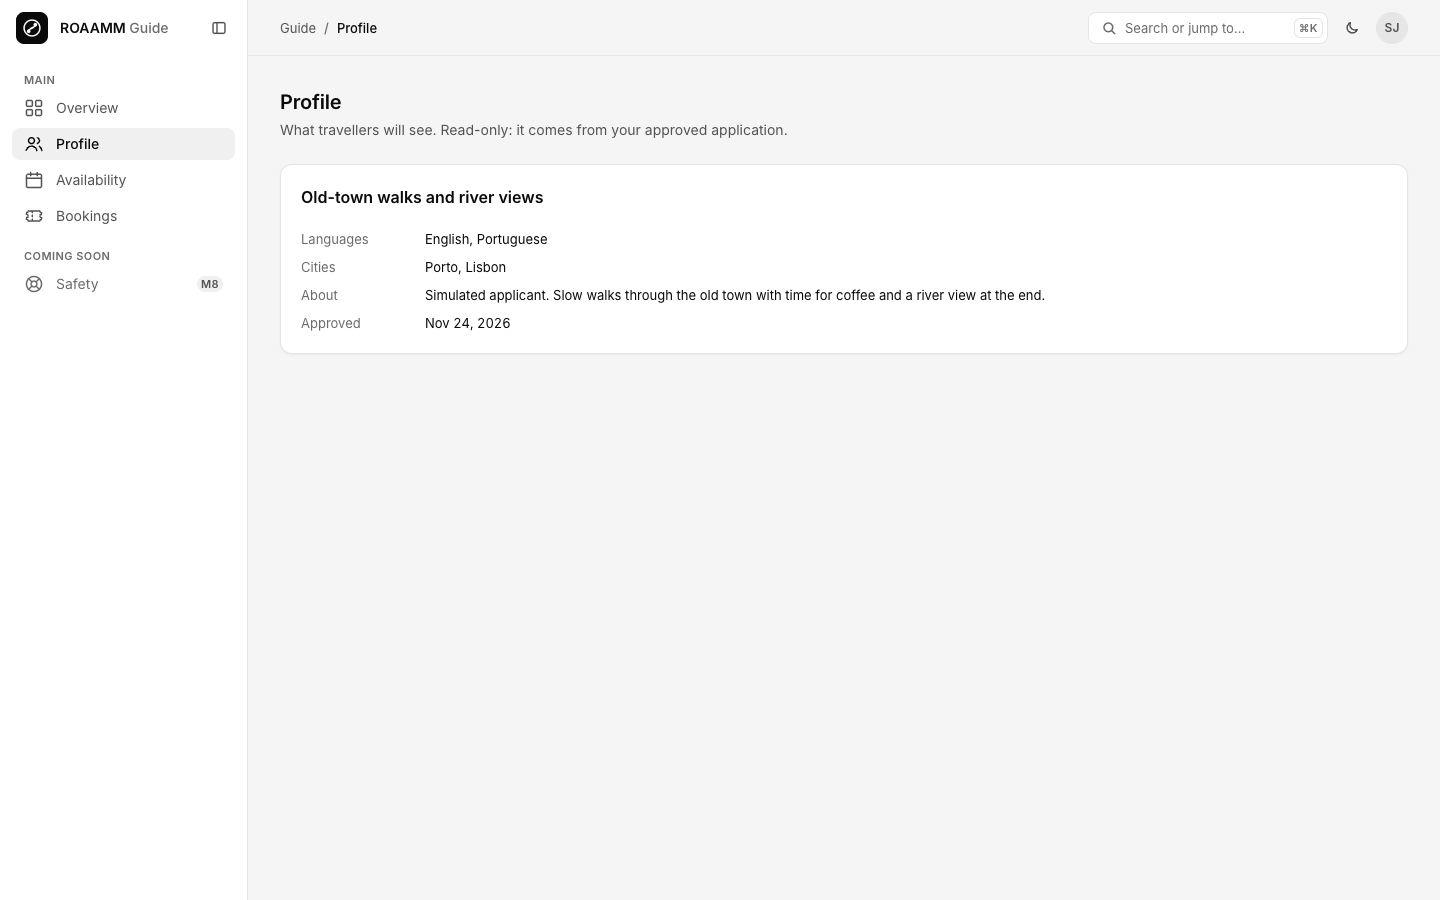 ROAAMM Guide
MAIN
Overview
Profile
Availability
Bookings
COMING SOON
Safety M8
Guide / Profile
Search or jump to... ⌘K
SJ
Profile
What travellers will see. Read-only: it comes from your approved application.
Old-town walks and river views
Languages English, Portuguese
Cities Porto, Lisbon
About Simulated applicant. Slow walks through the old town with time for coffee and a river view at the end.
Approved Nov 24, 2026